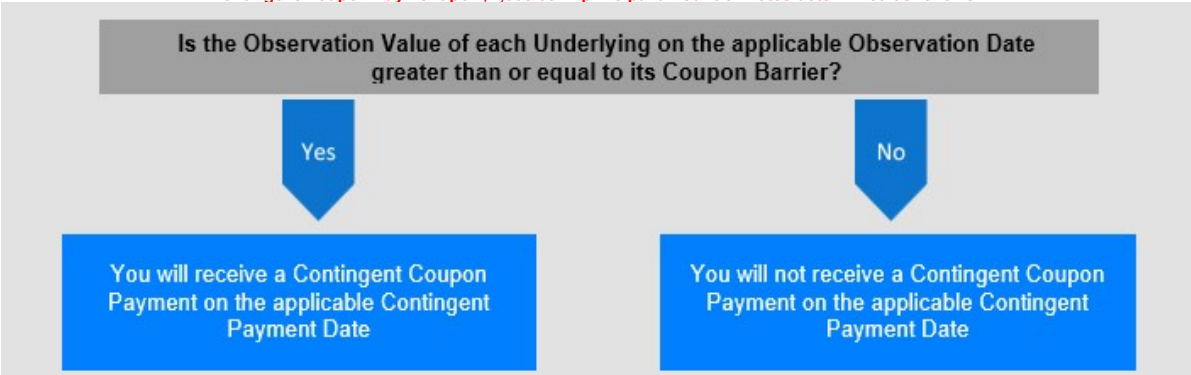 Is the Observation Value of each Underlying on the applicable Observation Date
greater than or equal to its Coupon Barrier?
Yes
No
You will receive a Contingent Coupon
Payment on the applicable Contingent
Payment Date
You will not receive a Contingent Coupon
Payment on the applicable Contingent
Payment Date